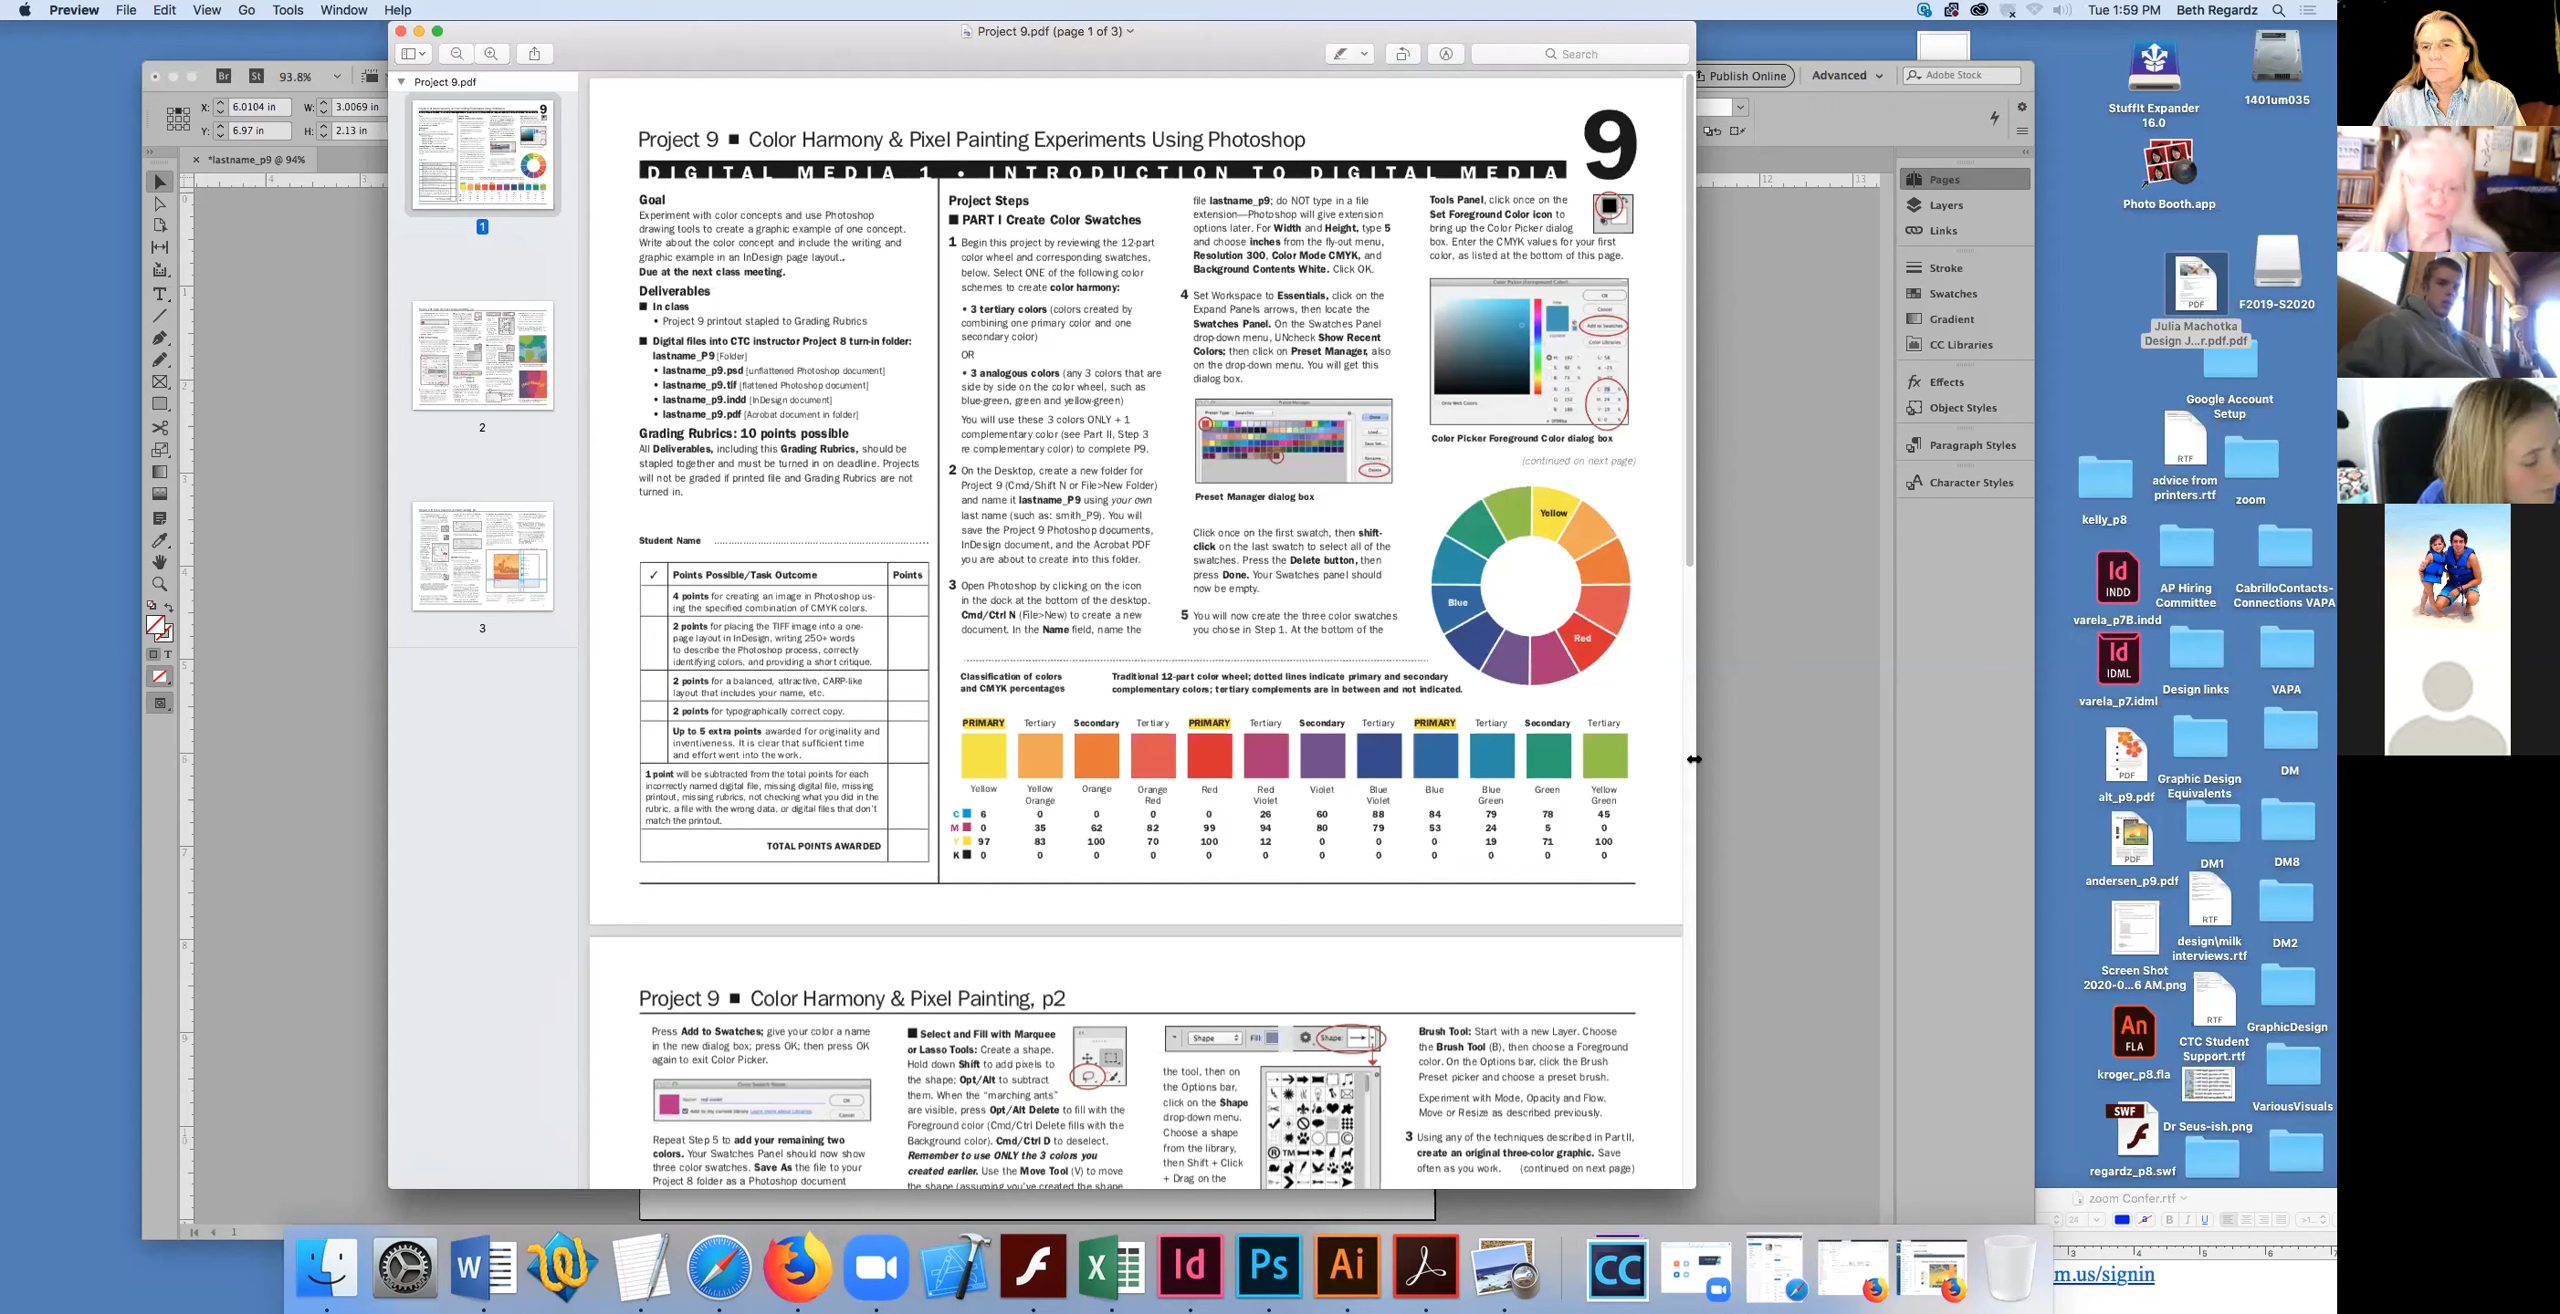 Preview File Edit View Go Tools Window Help
Tue 1:59 PM Beth Regardz
Project 9.pdf (page 1 of 3)
Search
Project 9.pdf
1
2
3
Br St 93.8%
X: 6.0104 in W: 3.0069 in
Y: 6.97 in H: 2.13 in
*lastname_p9 @ 94%
Publish Online Advanced Adobe Stock
Pages
Layers
Links
Stroke
Swatches
Gradient
CC Libraries
Effects
Object Styles
Paragraph Styles
Character Styles
Project 9 ■ Color Harmony & Pixel Painting Experiments Using Photoshop
9
DIGITAL MEDIA 1 • INTRODUCTION TO DIGITAL MEDIA
Goal
Experiment with color concepts and use Photoshop
drawing tools to create a graphic example of one concept.
Write about the color concept and include the writing and
graphic example in an InDesign page layout..
Due at the next class meeting.
Deliverables
■ In class
• Project 9 printout stapled to Grading Rubrics
■ Digital files into CTC instructor Project 8 turn-in folder:
lastname_P9 [Folder]
• lastname_p9.psd [unflattened Photoshop document]
• lastname_p9.tif [flattened Photoshop document]
• lastname_p9.indd [InDesign document]
• lastname_p9.pdf [Acrobat document in folder]
Grading Rubrics: 10 points possible
All Deliverables, including this Grading Rubrics, should be
stapled together and must be turned in on deadline. Projects
will not be graded if printed file and Grading Rubrics are not
turned in.
Student Name
✓ Points Possible/Task Outcome Points
4 points for creating an image in Photoshop us-
ing the specified combination of CMYK colors.
2 points for placing the TIFF image into a one-
page layout in InDesign, writing 250+ words
to describe the Photoshop process, correctly
identifying colors, and providing a short critique.
2 points for a balanced, attractive, CARP-like
layout that includes your name, etc.
2 points for typographically correct copy.
Up to 5 extra points awarded for originality and
inventiveness. It is clear that sufficient time
and effort went into the work.
1 point will be subtracted from the total points for each
incorrectly named digital file, missing digital file, missing
printout, missing rubrics, not checking what you did in the
rubric, a file with the wrong data, or digital files that don't
match the printout.
TOTAL POINTS AWARDED
Project Steps
■ PART I Create Color Swatches
1 Begin this project by reviewing the 12-part
color wheel and corresponding swatches,
below. Select ONE of the following color
schemes to create color harmony:
• 3 tertiary colors (colors created by
combining one primary color and one
secondary color)
OR
• 3 analogous colors (any 3 colors that are
side by side on the color wheel, such as
blue-green, green and yellow-green)
You will use these 3 colors ONLY + 1
complementary color (see Part II, Step 3
re complementary color) to complete P9.
2 On the Desktop, create a new folder for
Project 9 (Cmd/Shift N or File>New Folder)
and name it lastname_P9 using your own
last name (such as: smith_P9). You will
save the Project 9 Photoshop documents,
InDesign document, and the Acrobat PDF
you are about to create into this folder.
3 Open Photoshop by clicking on the icon
in the dock at the bottom of the desktop.
Cmd/Ctrl N (File>New) to create a new
document. In the Name field, name the
file lastname_p9; do NOT type in a file
extension—Photoshop will give extension
options later. For Width and Height, type 5
and choose inches from the fly-out menu,
Resolution 300, Color Mode CMYK, and
Background Contents White. Click OK.
4 Set Workspace to Essentials, click on the
Expand Panels arrows, then locate the
Swatches Panel. On the Swatches Panel
drop-down menu, UNcheck Show Recent
Colors; then click on Preset Manager, also
on the drop-down menu. You will get this
dialog box.
Preset Manager dialog box
Click once on the first swatch, then shift-
click on the last swatch to select all of the
swatches. Press the Delete button, then
press Done. Your Swatches panel should
now be empty.
5 You will now create the three color swatches
you chose in Step 1. At the bottom of the
Tools Panel, click once on the
Set Foreground Color icon to
bring up the Color Picker dialog
box. Enter the CMYK values for your first
color, as listed at the bottom of this page.
Color Picker Foreground Color dialog box
(continued on next page)
Yellow
Blue
Red
Classification of colors
and CMYK percentages
Traditional 12-part color wheel; dotted lines indicate primary and secondary
complementary colors; tertiary complements are in between and not indicated.
PRIMARY Tertiary Secondary Tertiary PRIMARY Tertiary Secondary Tertiary PRIMARY Tertiary Secondary Tertiary
Yellow Yellow Orange Orange Orange Red Red Red Violet Violet Blue Violet Blue Blue Green Green Yellow Green
C 6 0 0 0 0 26 60 88 84 79 78 45
M 0 35 62 82 99 94 80 79 53 24 5 0
Y 97 83 100 70 100 12 0 0 0 19 71 100
K 0 0 0 0 0 0 0 0 0 0 0 0
Project 9 ■ Color Harmony & Pixel Painting, p2
Press Add to Swatches; give your color a name
in the new dialog box; press OK; then press OK
again to exit Color Picker.
Repeat Step 5 to add your remaining two
colors. Your Swatches Panel should now show
three color swatches. Save As the file to your
Project 8 folder as a Photoshop document
■ Select and Fill with Marquee
or Lasso Tools: Create a shape.
Hold down Shift to add pixels to
the shape; Opt/Alt to subtract
them. When the "marching ants"
are visible, press Opt/Alt Delete to fill with the
Foreground color (Cmd/Ctrl Delete fills with the
Background color). Cmd/Ctrl D to deselect.
Remember to use ONLY the 3 colors you
created earlier. Use the Move Tool (V) to move
the shape (assuming you've created the shape
Shape Fill: Shape:
the tool, then on
the Options bar,
click on the Shape
drop-down menu.
Choose a shape
from the library,
then Shift + Click
+ Drag on the
Brush Tool: Start with a new Layer. Choose
the Brush Tool (B), then choose a Foreground
color. On the Options bar, click the Brush
Preset picker and choose a preset brush.
Experiment with Mode, Opacity and Flow.
Move or Resize as described previously.
3 Using any of the techniques described in Part II,
create an original three-color graphic. Save
often as you work. (continued on next page)
StuffIt Expander
16.0
1401um035
Photo Booth.app
Julia Machotka
Design J...r.pdf.pdf
F2019-S2020
Google Account
Setup
advice from
printers.rtf
zoom
kelly_p8
varela_p7B.indd
AP Hiring
Committee
CabrilloContacts-
Connections VAPA
varela_p7.idml
Design links
VAPA
alt_p9.pdf
Graphic Design
Equivalents
DM
andersen_p9.pdf
DM1
DM8
Screen Shot
2020-0...6 AM.png
design\milk
interviews.rtf
DM2
kroger_p8.fla
CTC Student
Support.rtf
GraphicDesign
regardz_p8.swf
Dr Seus-ish.png
VariousVisuals
zoom Confer.rtf
m.us/signin